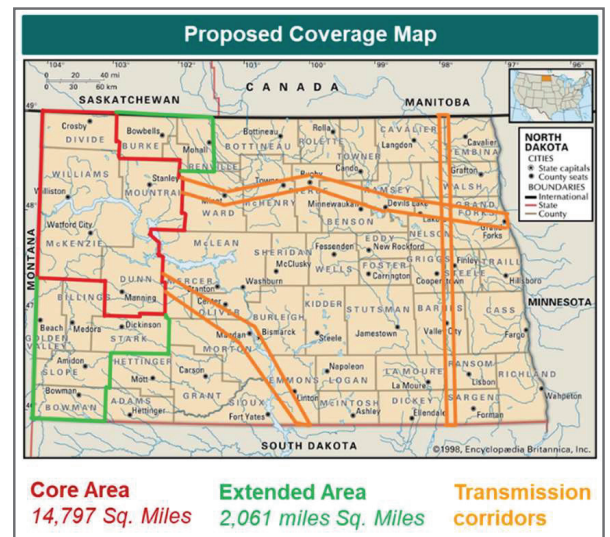 Proposed Coverage Map
104° 103° 102° 101° 100° 99° 98° 97° 96°
0 20 40 mi
0 30 60 km
CANADA
SASKATCHEWAN MANITOBA
49°
Crosby
DIVIDE
Bowbells
BURKE
Mohall
RENVILLE
Bottineau
BOTTINEAU
Rolla
ROLETTE
CAVALIER
Langdon
Cavalier
PEMBINA
TOWNER
Cando
WILLIAMS
Williston
Stanley
MOUNTRAIL
Minot
WARD
Towner
McHENRY
Rugby
Minnewaukan
BENSON
RAMSEY
Devils Lake
Grafton
WALSH
GRAND
FORKS
Grand
Forks
48°
Watford City
McKENZIE
McLEAN
SHERIDAN
McClusky
Fessenden
WELLS
EDDY
New Rockford
FOSTER
Carrington
NELSON
Lakota
GRIGGS
Cooperstown
Finley
STEELE
TRAILL
Hillsboro
MONTANA
DUNN
Manning
MERCER
Stanton
Washburn
Center
OLIVER
47°
BILLINGS
Beach
Medora
GOLDEN
VALLEY
Dickinson
STARK
Mandan
MORTON
BURLEIGH
Bismarck
KIDDER
Steele
STUTSMAN
Jamestown
BARNES
Valley City
CASS
Fargo
MINNESOTA
Amidon
SLOPE
HETTINGER
Mott
Carson
GRANT
EMMONS
Linton
Napoleon
LOGAN
LA MOURE
La Moure
RANSOM
Lisbon
RICHLAND
Wahpeton
Bowman
BOWMAN
ADAMS
Hettinger
SIOUX
Fort Yates
McINTOSH
Ashley
DICKEY
Ellendale
SARGENT
Forman
46°
SOUTH DAKOTA
NORTH
DAKOTA
CITIES
State capitals
County seats
BOUNDARIES
International
State
County
©1998, Encyclopædia Britannica, Inc.
Core Area
14,797 Sq. Miles
Extended Area
2,061 miles Sq. Miles
Transmission
corridors